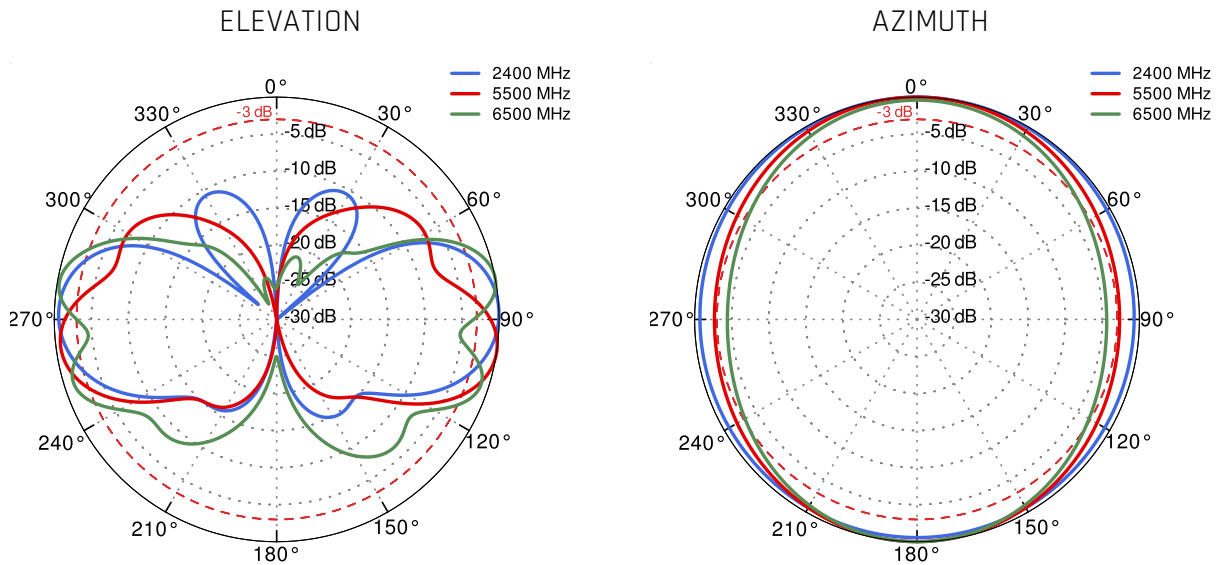 ELEVATION
2400 MHz
5500 MHz
6500 MHz
0°
330°
-3 dB
30°
-5 dB
-10 dB
300°
60°
-15 dB
-20 dB
-25 dB
270°
-30 dB
90°
240°
120°
210°
150°
180°
AZIMUTH
2400 MHz
5500 MHz
6500 MHz
0°
330°
-3 dB
30°
-5 dB
-10 dB
300°
60°
-15 dB
-20 dB
-25 dB
270°
-30 dB
90°
240°
120°
210°
150°
180°